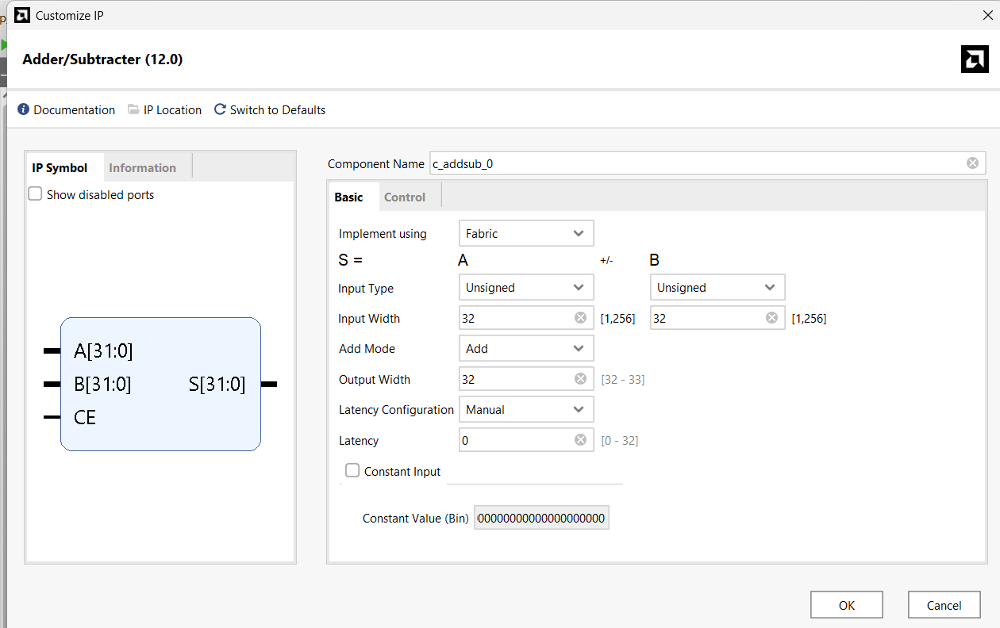 Customize IP
Adder/Subtracter (12.0)
Documentation IP Location Switch to Defaults
IP Symbol Information
Show disabled ports
A[31:0]
B[31:0] S[31:0]
CE
Component Name c_addsub_0
Basic Control
Implement using Fabric
S = A +/- B
Input Type Unsigned Unsigned
Input Width 32 [1,256] 32 [1,256]
Add Mode Add
Output Width 32 [32 - 33]
Latency Configuration Manual
Latency 0 [0 - 32]
Constant Input
Constant Value (Bin) 00000000000000000000
OK Cancel